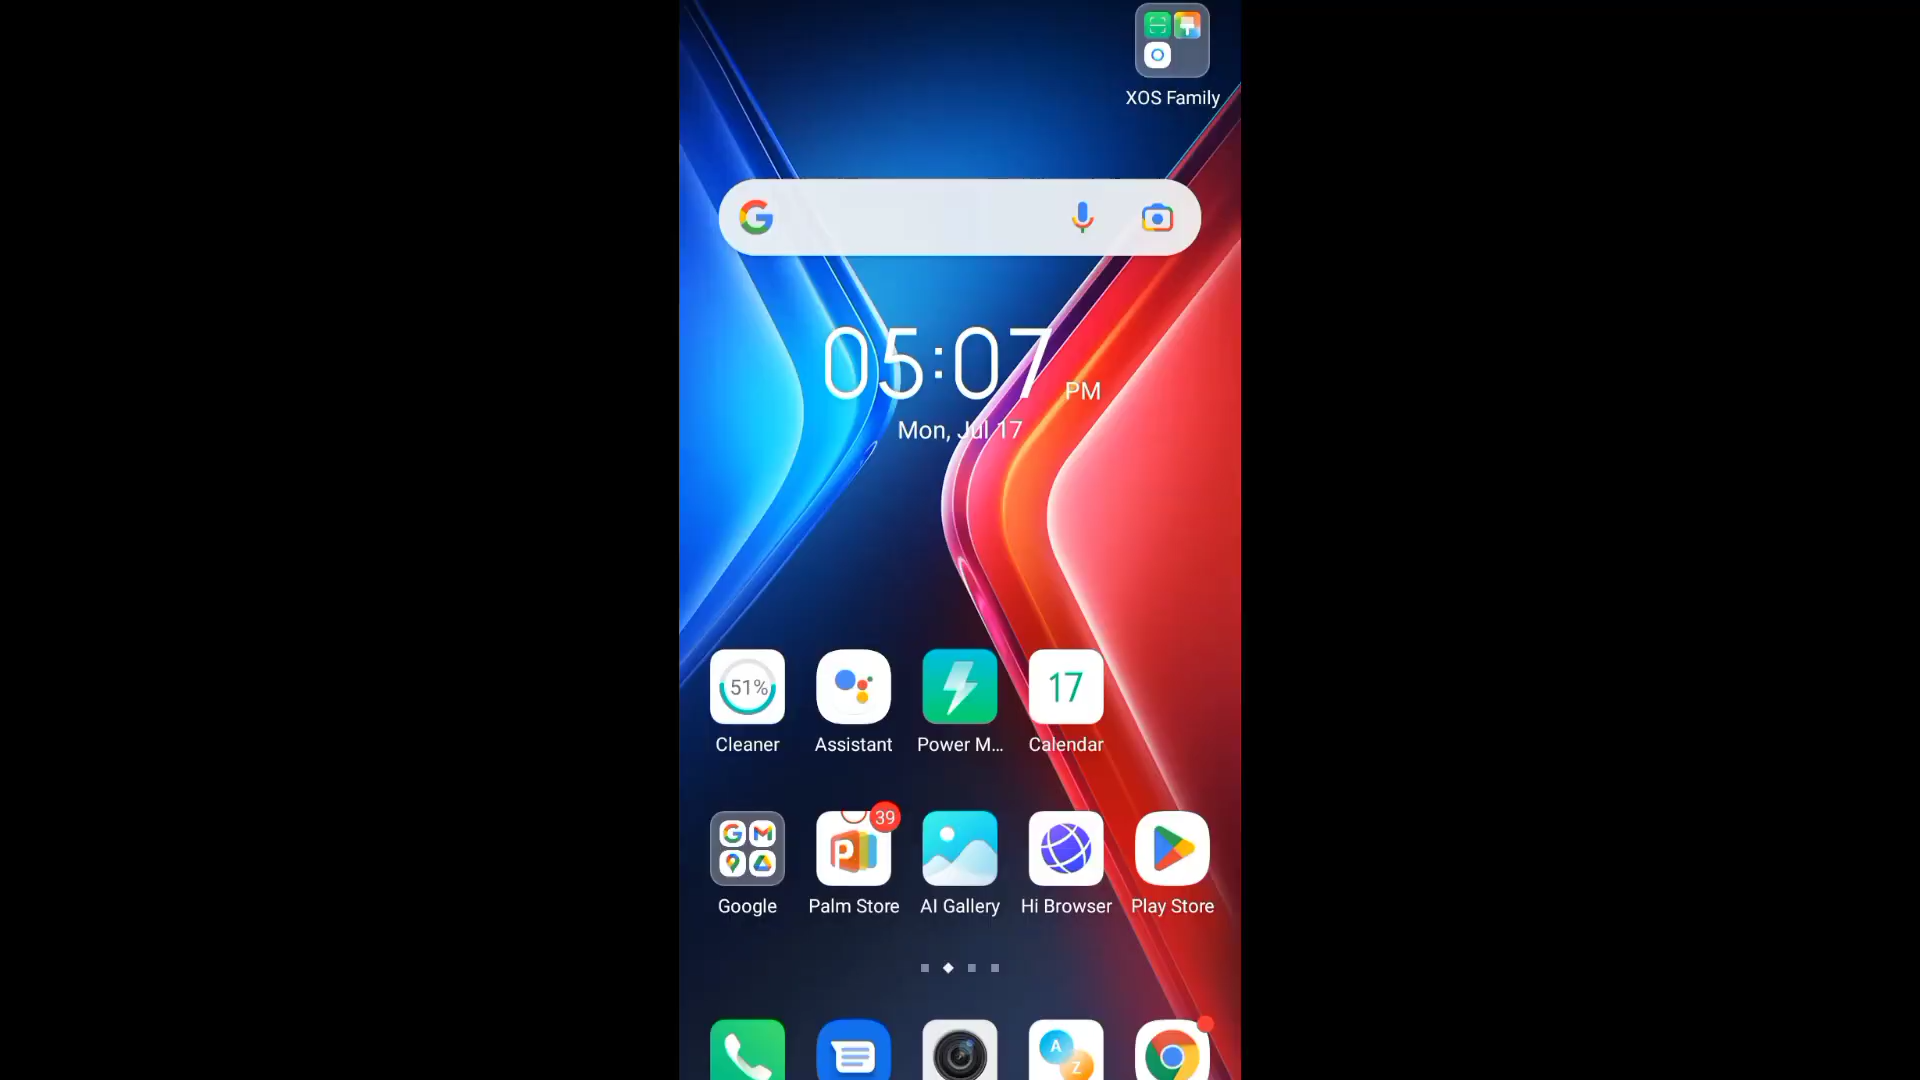 XOS Family
05:07 PM
Mon, Jul 17
51%
17
Cleaner
Assistant
Power M...
Calendar
39
Google
Palm Store
AI Gallery
Hi Browser
Play Store
A
Z